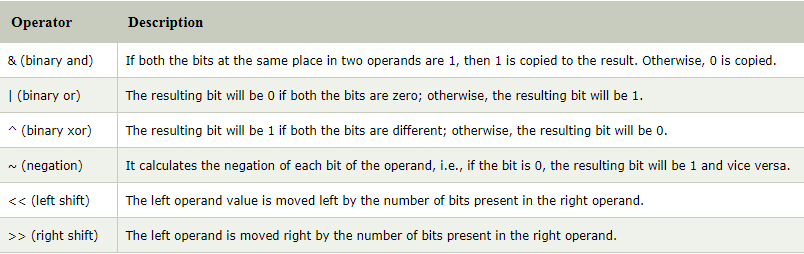 Operator Description
& (binary and) If both the bits at the same place in two operands are 1, then 1 is copied to the result. Otherwise, 0 is copied.
| (binary or) The resulting bit will be 0 if both the bits are zero; otherwise, the resulting bit will be 1.
^ (binary xor) The resulting bit will be 1 if both the bits are different; otherwise, the resulting bit will be 0.
~ (negation) It calculates the negation of each bit of the operand, i.e., if the bit is 0, the resulting bit will be 1 and vice versa.
<< (left shift) The left operand value is moved left by the number of bits present in the right operand.
>> (right shift) The left operand is moved right by the number of bits present in the right operand.